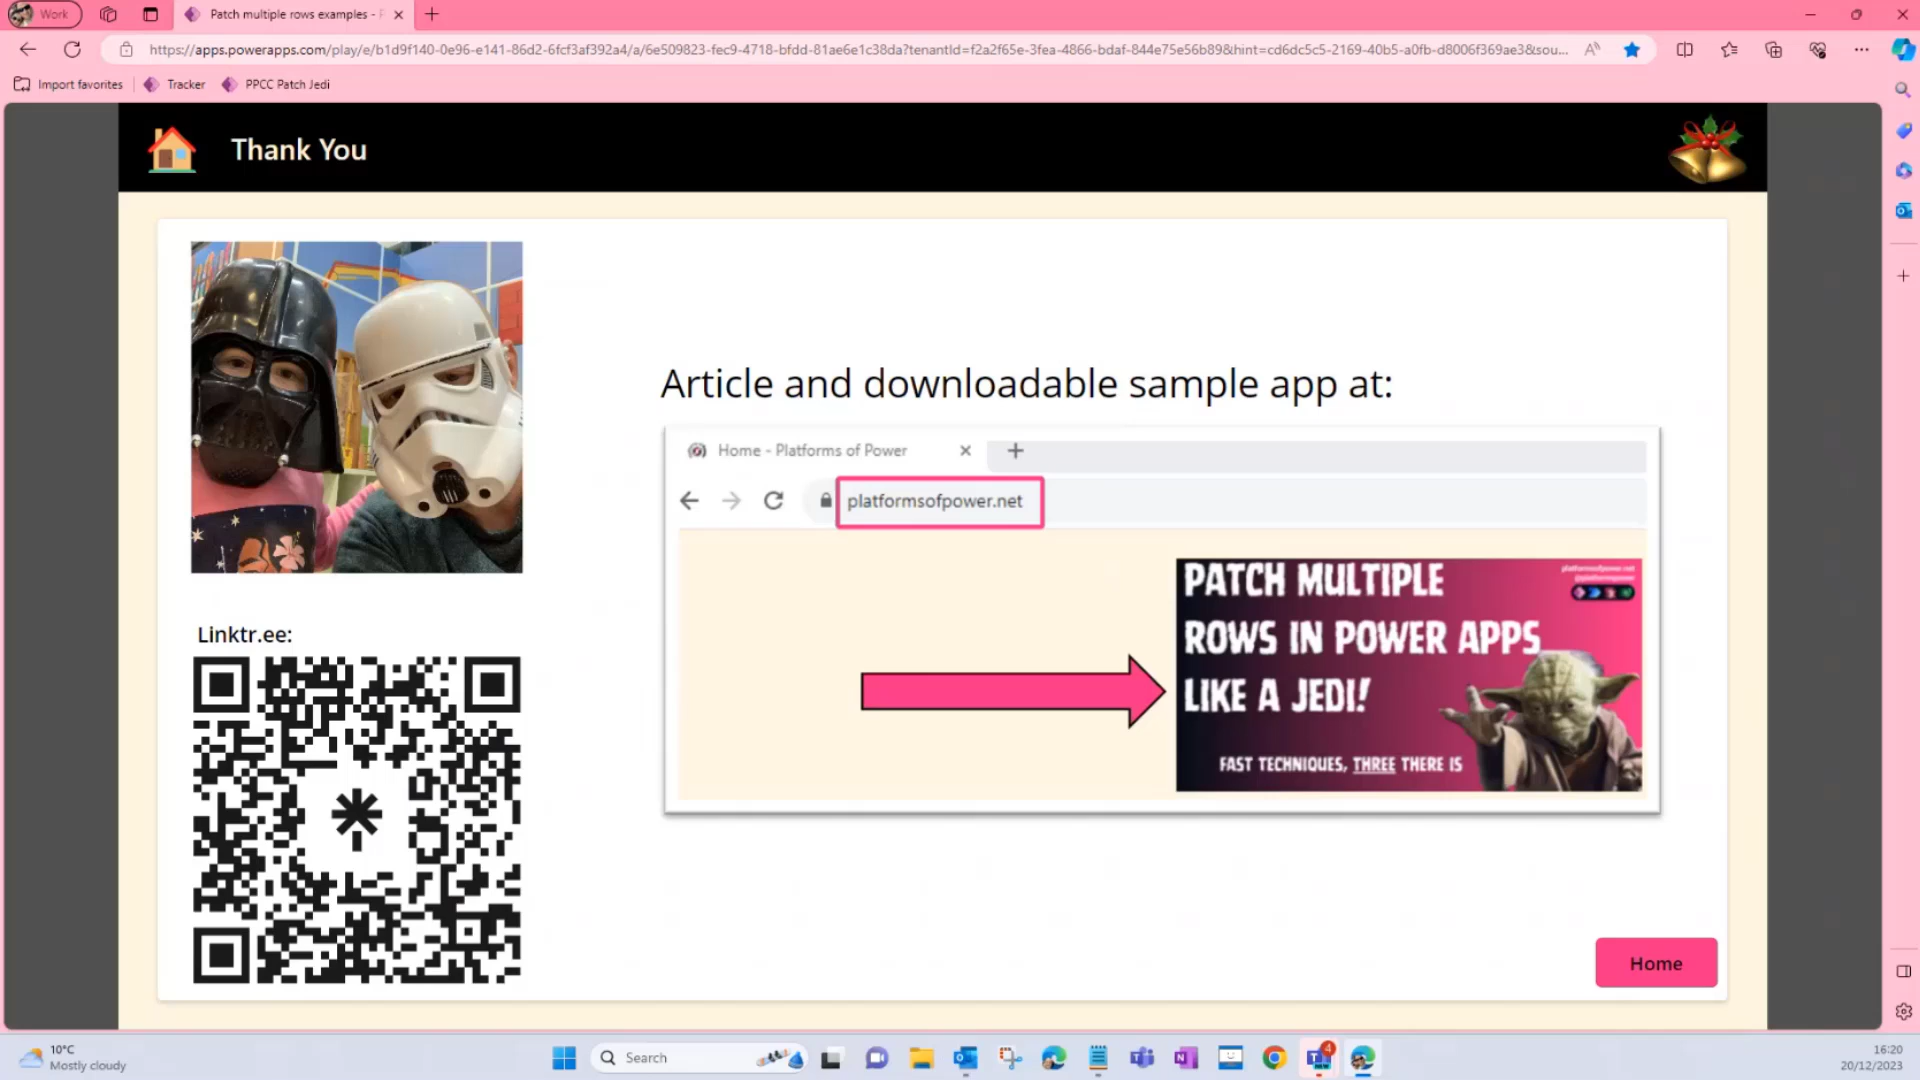 Work
Patch multiple rows examples -
https://apps.powerapps.com/play/e/b1d9f140-0e96-e141-86d2-6fcf3af392a4/a/6e509823-fec9-4718-bfdd-81ae6e1c38da?tenantId=f2a2f65e-3fea-4866-bdaf-844e75e56b89&hint=cd6dc5c5-2169-40b5-a0fb-d8006f369ae3&sou...
Import favorites
Tracker
PPCC Patch Jedi
Thank You
Article and downloadable sample app at:
Home - Platforms of Power
platformsofpower.net
PATCH MULTIPLE
ROWS IN POWER APPS
LIKE A JEDI!
FAST TECHNIQUES, THREE THERE IS
platformsofpower.net
Linktr.ee:
Home
10°C
Mostly cloudy
Search
4
16:20
20/12/2023